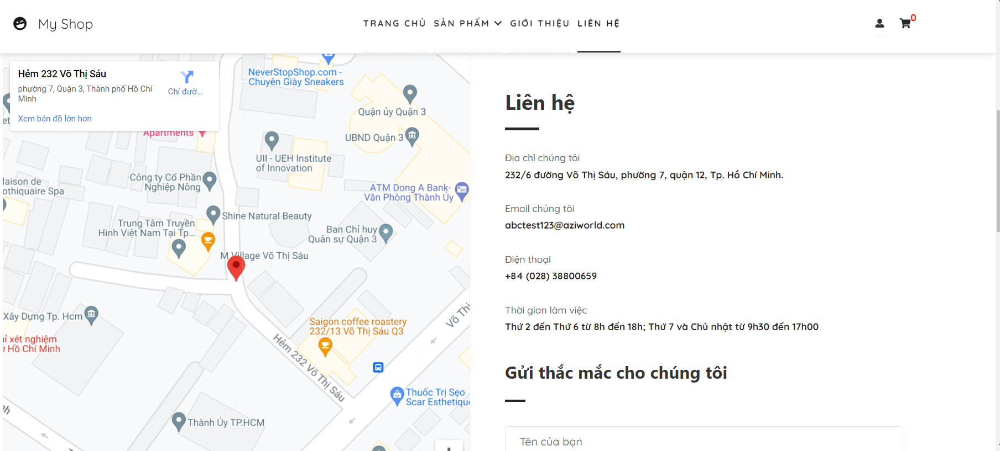 My Shop
TRANG CHỦ
SẢN PHẨM
GIỚI THIỆU
LIÊN HỆ
0
Hẻm 232 Võ Thị Sáu
phường 7, Quận 3, Thành phố Hồ Chí
Minh
Chỉ đườ...
Xem bản đồ lớn hơn
Apartments
NeverStopShop.com -
Chuyên Giày Sneakers
Quận ủy Quận 3
UBND Quận 3
UII - UEH Institute
of Innovation
Công ty Cổ Phần
Nghiệp Nông
Maison de
othiquaire Spa
ATM Dong A Bank-
Văn Phòng Thành Ủy
Shine Natural Beauty
Trung Tâm Truyền
Hình Việt Nam Tại Tp...
Ban Chỉ huy
Quân sự Quận 3
M Village Võ Thị Sáu
Xây Dựng Tp. Hcm
Saigon coffee roastery
232/13 Võ Thị Sáu Q3
Võ Thị
xét nghiệm
Hồ Chí Minh
Hẻm 232 Võ Thị Sáu
Thuốc Trị Sẹo
Scar Esthetique
Thành Ủy TP.HCM
Liên hệ
Địa chỉ chúng tôi
232/6 đường Võ Thị Sáu, phường 7, quận 12, Tp. Hồ Chí Minh.
Email chúng tôi
abctest123@aziworld.com
Điện thoại
+84 (028) 38800659
Thời gian làm việc
Thứ 2 đến Thứ 6 từ 8h đến 18h; Thứ 7 và Chủ nhật từ 9h30 đến 17h00
Gửi thắc mắc cho chúng tôi
Tên của bạn